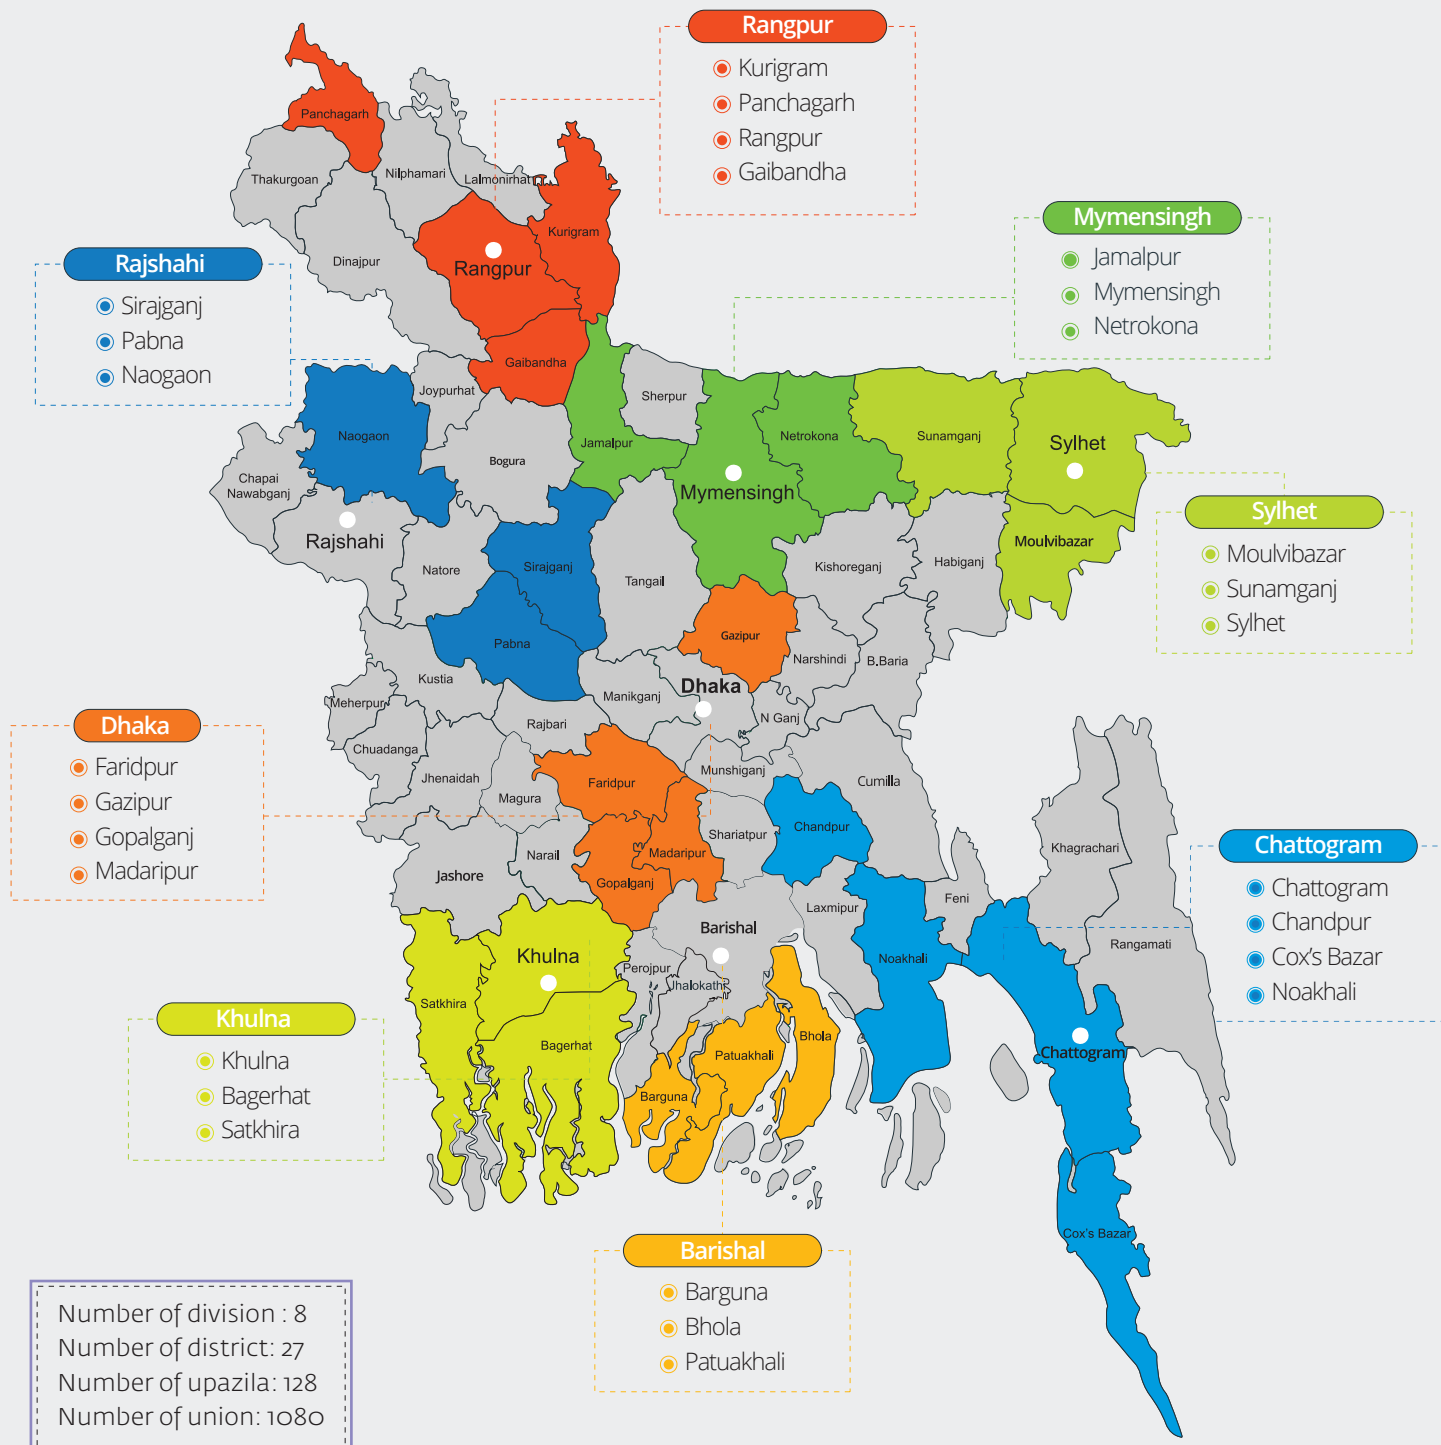 Rangpur
Kurigram
Panchagarh
Rangpur
Gaibandha
Mymensingh
Jamalpur
Mymensingh
Netrokona
Rajshahi
Sirajganj
Pabna
Naogaon
Sylhet
Moulvibazar
Sunamganj
Sylhet
Dhaka
Faridpur
Gazipur
Gopalganj
Madaripur
Chattogram
Chattogram
Chandpur
Cox's Bazar
Noakhali
Khulna
Khulna
Bagerhat
Satkhira
Barishal
Barguna
Bhola
Patuakhali
Panchagarh
Thakurgoan
Nilphamari
Lalmonirhat
Dinajpur
Kurigram
Rangpur
Gaibandha
Joypurhat
Sherpur
Naogaon
Bogura
Jamalpur
Netrokona
Sunamganj
Sylhet
Chapai
Nawabganj
Mymensingh
Rajshahi
Natore
Sirajganj
Tangail
Kishoreganj
Habiganj
Moulvibazar
Pabna
Gazipur
Narshindi
B.Baria
Kustia
Meherpur
Manikganj
Dhaka
N Ganj
Rajbari
Chuadanga
Jhenaidah
Magura
Faridpur
Munshiganj
Cumilla
Shariatpur
Chandpur
Khagrachari
Narail
Madaripur
Jashore
Gopalganj
Laxmipur
Feni
Barishal
Rangamati
Khulna
Perojpur
Jhalokathi
Noakhali
Satkhira
Bagerhat
Patuakhali
Bhola
Chattogram
Barguna
Cox's Bazar
Number of division : 8
Number of district: 27
Number of upazila: 128
Number of union: 1080